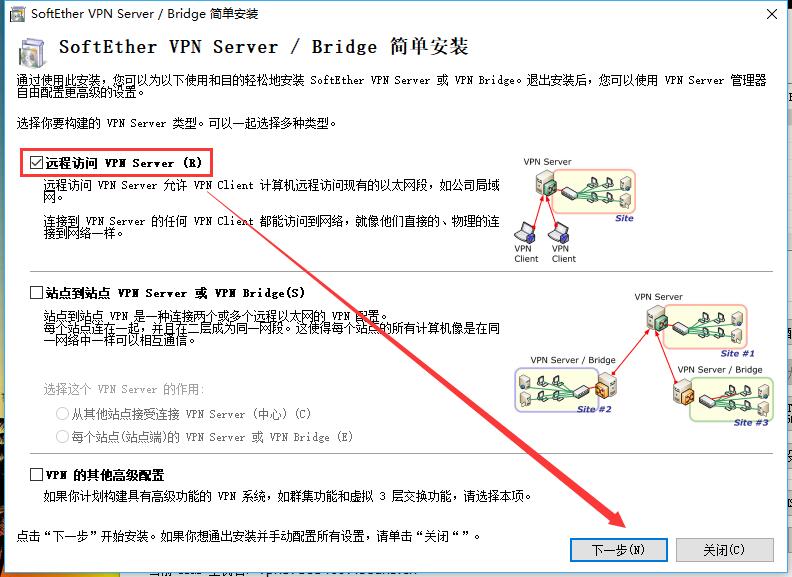 SoftEther VPN Server / Bridge 简单安装
SoftEther VPN Server / Bridge 简单安装
通过使用此安装，您可以为以下使用和目的轻松地安装 SoftEther VPN Server 或 VPN Bridge。退出安装后，您可以使用 VPN Server 管理器
自由配置更高级的设置。
选择你要构建的 VPN Server 类型。可以一起选择多种类型。
远程访问 VPN Server (R)
远程访问 VPN Server 允许 VPN Client 计算机远程访问现有的以太网段，如公司局域
网。
连接到 VPN Server 的任何 VPN Client 都能访问到网络，就像他们直接的、物理的连
接到网络一样。
VPN Server
Site
VPN
Client
VPN
Client
站点到站点 VPN Server 或 VPN Bridge(S)
站点到站点 VPN 是一种连接两个或多个远程以太网的 VPN 配置。
每个站点连在一起，并且在二层成为同一网段。这使得每个站点的所有计算机像是在同
一网络中一样可以相互通信。
选择这个 VPN Server 的作用:
从其他站点接受连接 VPN Server (中心) (C)
每个站点(站点端)的 VPN Server 或 VPN Bridge (E)
VPN Server
Site #1
VPN Server / Bridge
Site #2
VPN Server / Bridge
Site #3
VPN 的其他高级配置
如果你计划构建具有高级功能的 VPN 系统，如群集功能和虚拟 3 层交换功能，请选择本项。
点击“下一步”开始安装。如果你想通出安装并手动配置所有设置，请单击“关闭“ ”。
下一步(N)
关闭(C)